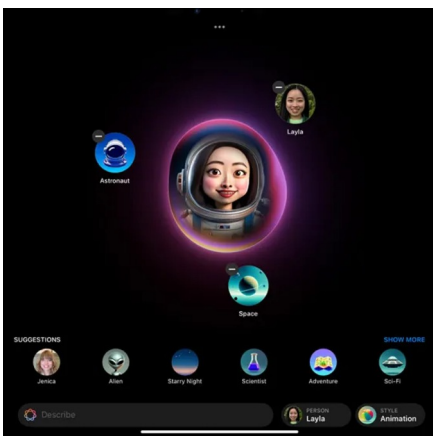 Layla
Astronaut
Space
SUGGESTIONS
SHOW MORE
Jenica
Alien
Starry Night
Scientist
Adventure
Sci-Fi
Describe
PERSON
Layla
STYLE
Animation